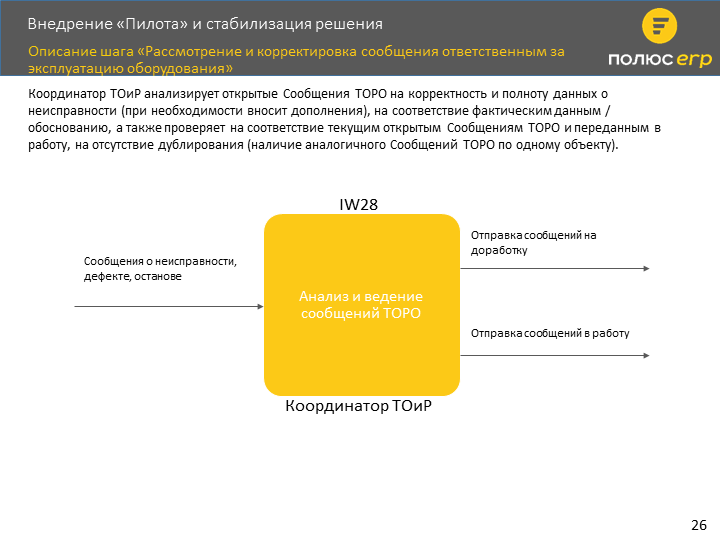 Внедрение «Пилота» и стабилизация решения
Описание шага «Рассмотрение и корректировка сообщения ответственным за
эксплуатацию оборудования»
ПОЛЮС erp
Координатор ТОиР анализирует открытые Сообщения ТОРО на корректность и полноту данных о
неисправности (при необходимости вносит дополнения), на соответствие фактическим данным /
обоснованию, а также проверяет на соответствие текущим открытым Сообщениям ТОРО и переданным в
работу, на отсутствие дублирования (наличие аналогичного Сообщений ТОРО по одному объекту).
IW28
Сообщения о неисправности,
дефекте, останове
Анализ и ведение
сообщений ТОРО
Отправка сообщений на
доработку
Отправка сообщений в работу
Координатор ТОиР
26